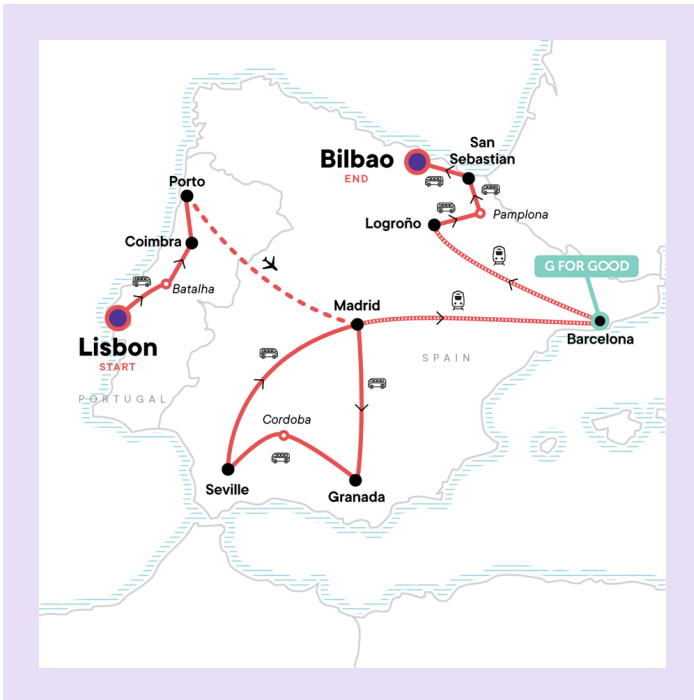 San
Sebastian
Bilbao
END
Porto
Pamplona
Logroño
Coimbra
G FOR GOOD
Batalha
Madrid
Lisbon
START
Barcelona
SPAIN
PORTUGAL
Cordoba
Seville
Granada